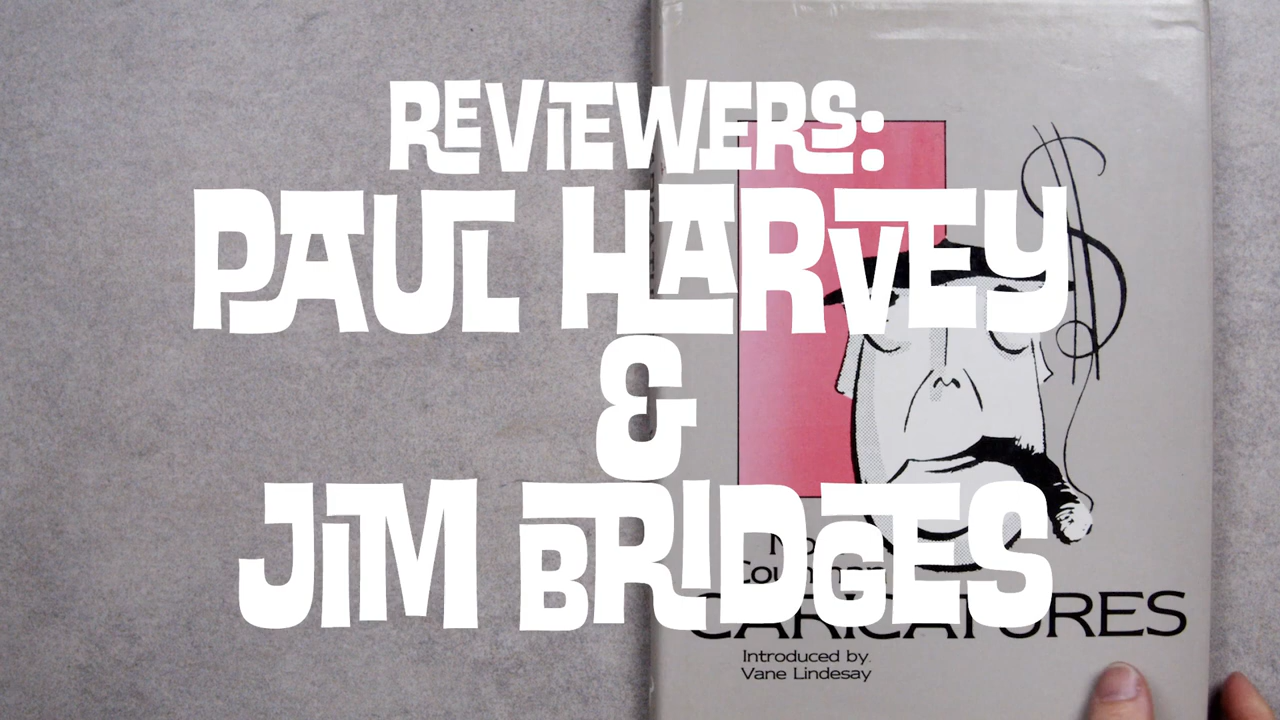 REVIEWERS:
PAUL HARVEY
&
JIM BRIDGES
CARICATURES
Introduced by
Vane Lindesay